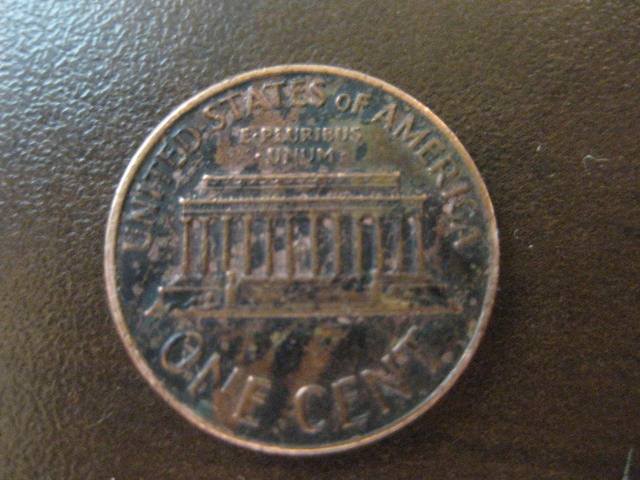 UNITED STATES OF AMERICA
E·PLURIBUS
·UNUM·
ONE CENT